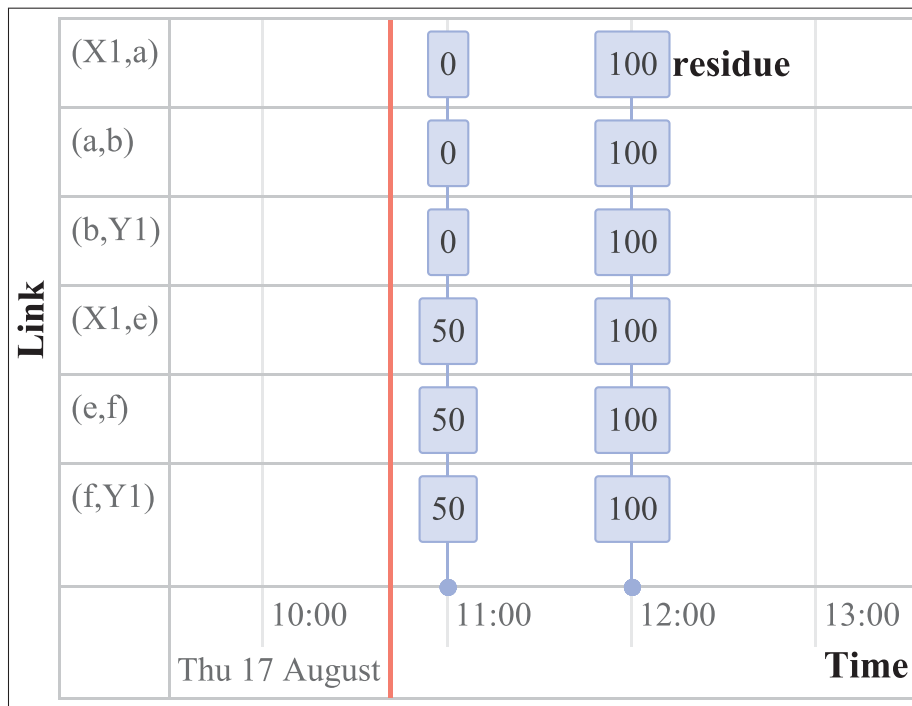 (X1,a) 0 100 residue
(a,b) 0 100
(b,Y1) 0 100
Link
(X1,e) 50 100
(e,f) 50 100
(f,Y1) 50 100
10:00 11:00 12:00 13:00
Thu 17 August Time